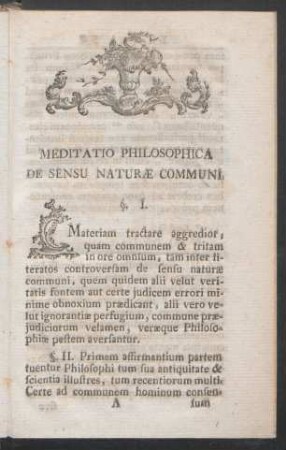 MEDITATIO PHILOSOPHICA
DE SENSU NATURÆ COMMUNI.
§. I.
Materiam tractare aggredior,
quam communem & tritam
in ore omnium, tam inter li-
teratos controversam de sensu naturæ
communi, quem quidem alii velut veri-
tatis fontem aut certe judicem errori mi-
nime obnoxium prædicant, alii vero ve-
lut ignorantiæ perfugium, commune præ-
judiciorum velamen, veræque Philoso-
phiæ pestem aversantur.
§. II. Primam affirmantium partem
tuentur Philosophi tum sua antiquitate &
scientia illustres, tum recentiorum multi.
Certe ad communem hominum consen-
A sum